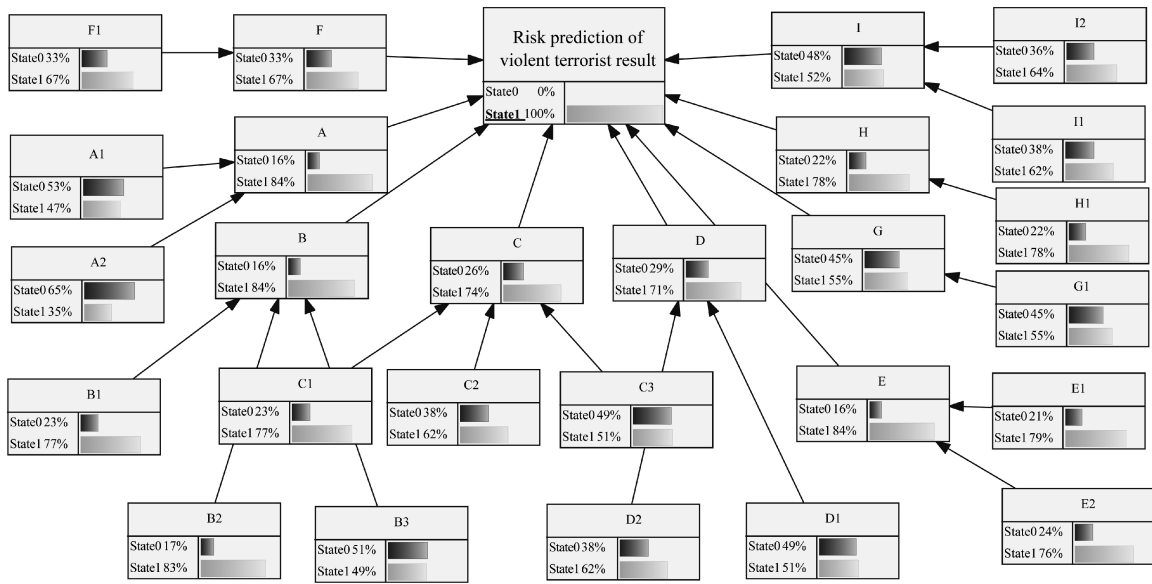 F1
State0 33%
State1 67%
F
State0 33%
State1 67%
Risk prediction of
violent terrorist result
State0 0%
State1 100%
I
State0 48%
State1 52%
I2
State0 36%
State1 64%
A1
State0 53%
State1 47%
A
State0 16%
State1 84%
H
State0 22%
State1 78%
I1
State0 38%
State1 62%
A2
State0 65%
State1 35%
B
State0 16%
State1 84%
C
State0 26%
State1 74%
D
State0 29%
State1 71%
G
State0 45%
State1 55%
H1
State0 22%
State1 78%
G1
State0 45%
State1 55%
B1
State0 23%
State1 77%
C1
State0 23%
State1 77%
C2
State0 38%
State1 62%
C3
State0 49%
State1 51%
E
State0 16%
State1 84%
E1
State0 21%
State1 79%
B2
State0 17%
State1 83%
B3
State0 51%
State1 49%
D2
State0 38%
State1 62%
D1
State0 49%
State1 51%
E2
State0 24%
State1 76%